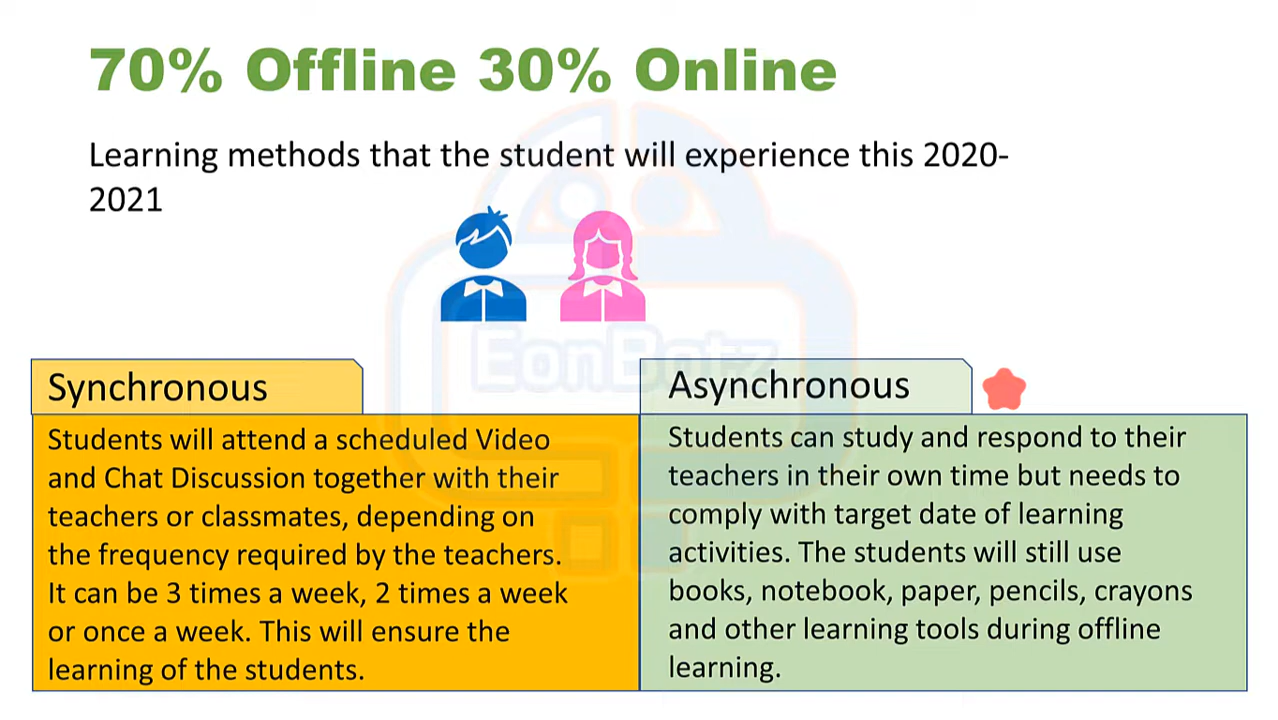 70% Offline 30% Online
Learning methods that the student will experience this 2020-
2021
EonBotz
Synchronous
Students will attend a scheduled Video
and Chat Discussion together with their
teachers or classmates, depending on
the frequency required by the teachers.
It can be 3 times a week, 2 times a week
or once a week. This will ensure the
learning of the students.
Asynchronous
Students can study and respond to their
teachers in their own time but needs to
comply with target date of learning
activities. The students will still use
books, notebook, paper, pencils, crayons
and other learning tools during offline
learning.